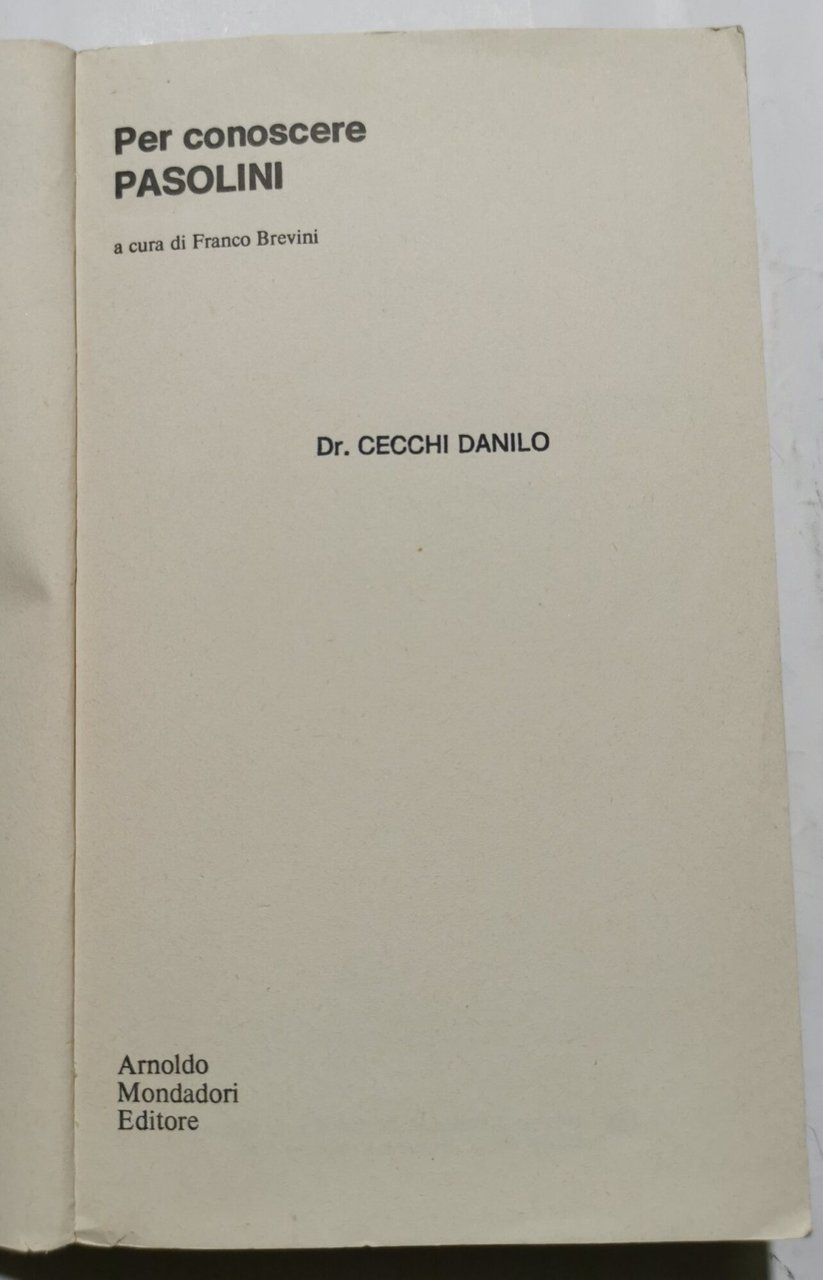 Per conoscere
PASOLINI
a cura di Franco Brevini
Dr. CECCHI DANILO
Arnoldo
Mondadori
Editore